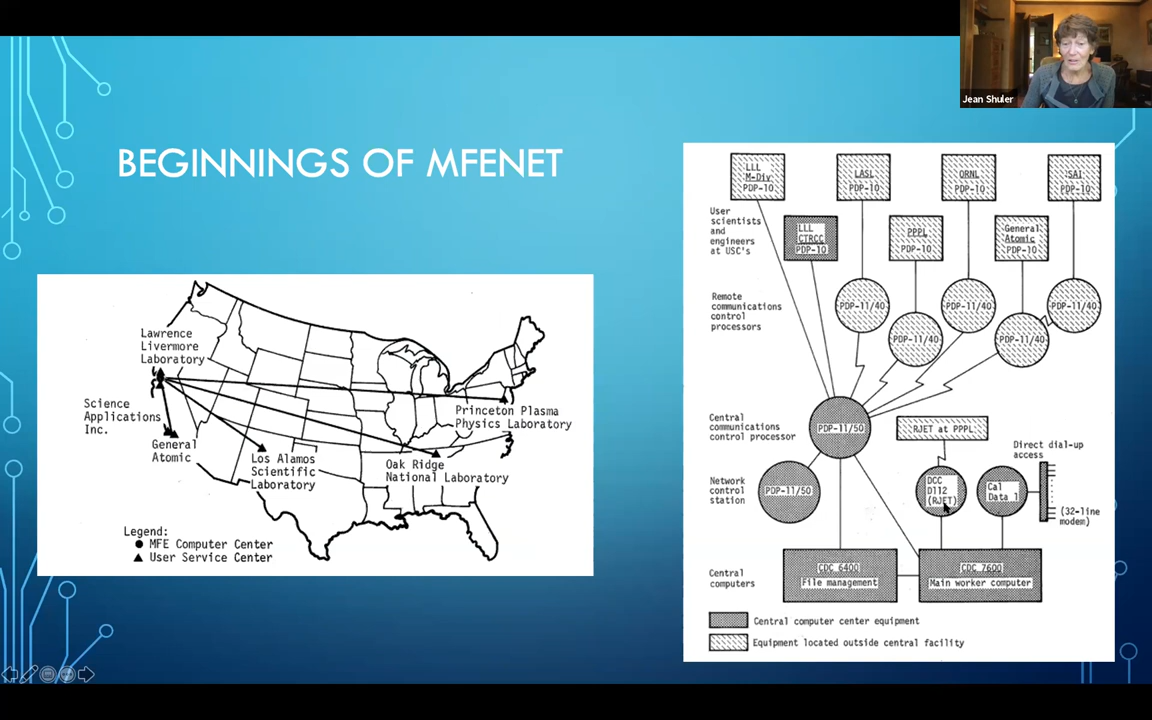 Jean Shuler
BEGINNINGS OF MFENET
Lawrence
Livermore
Laboratory
Science
Applications
Inc.
General
Atomic
Los Alamos
Scientific
Laboratory
Oak Ridge
National Laboratory
Princeton Plasma
Physics Laboratory
Legend:
MFE Computer Center
User Service Center
LLL
M-Div
PDP-10
LASL
PDP-10
ORNL
PDP-10
SAI
PDP-10
User
scientists
and
engineers
at USC's
LLL
CTRCC
PDP-10
PPPL
PDP-10
General
Atomic
PDP-10
Remote
communications
control
processors
PDP-11/40
PDP-11/40
PDP-11/40
PDP-11/40
PDP-11/40
Central
communications
control processor
PDP-11/50
RJET at PPPL
Direct dial-up
access
Network
control
station
PDP-11/50
DCC
D112
(RJET)
Cal
Data 1
(32-line
modem)
Central
computers
CDC 6400
File management
CDC 7600
Main worker computer
Central computer center equipment
Equipment located outside central facility